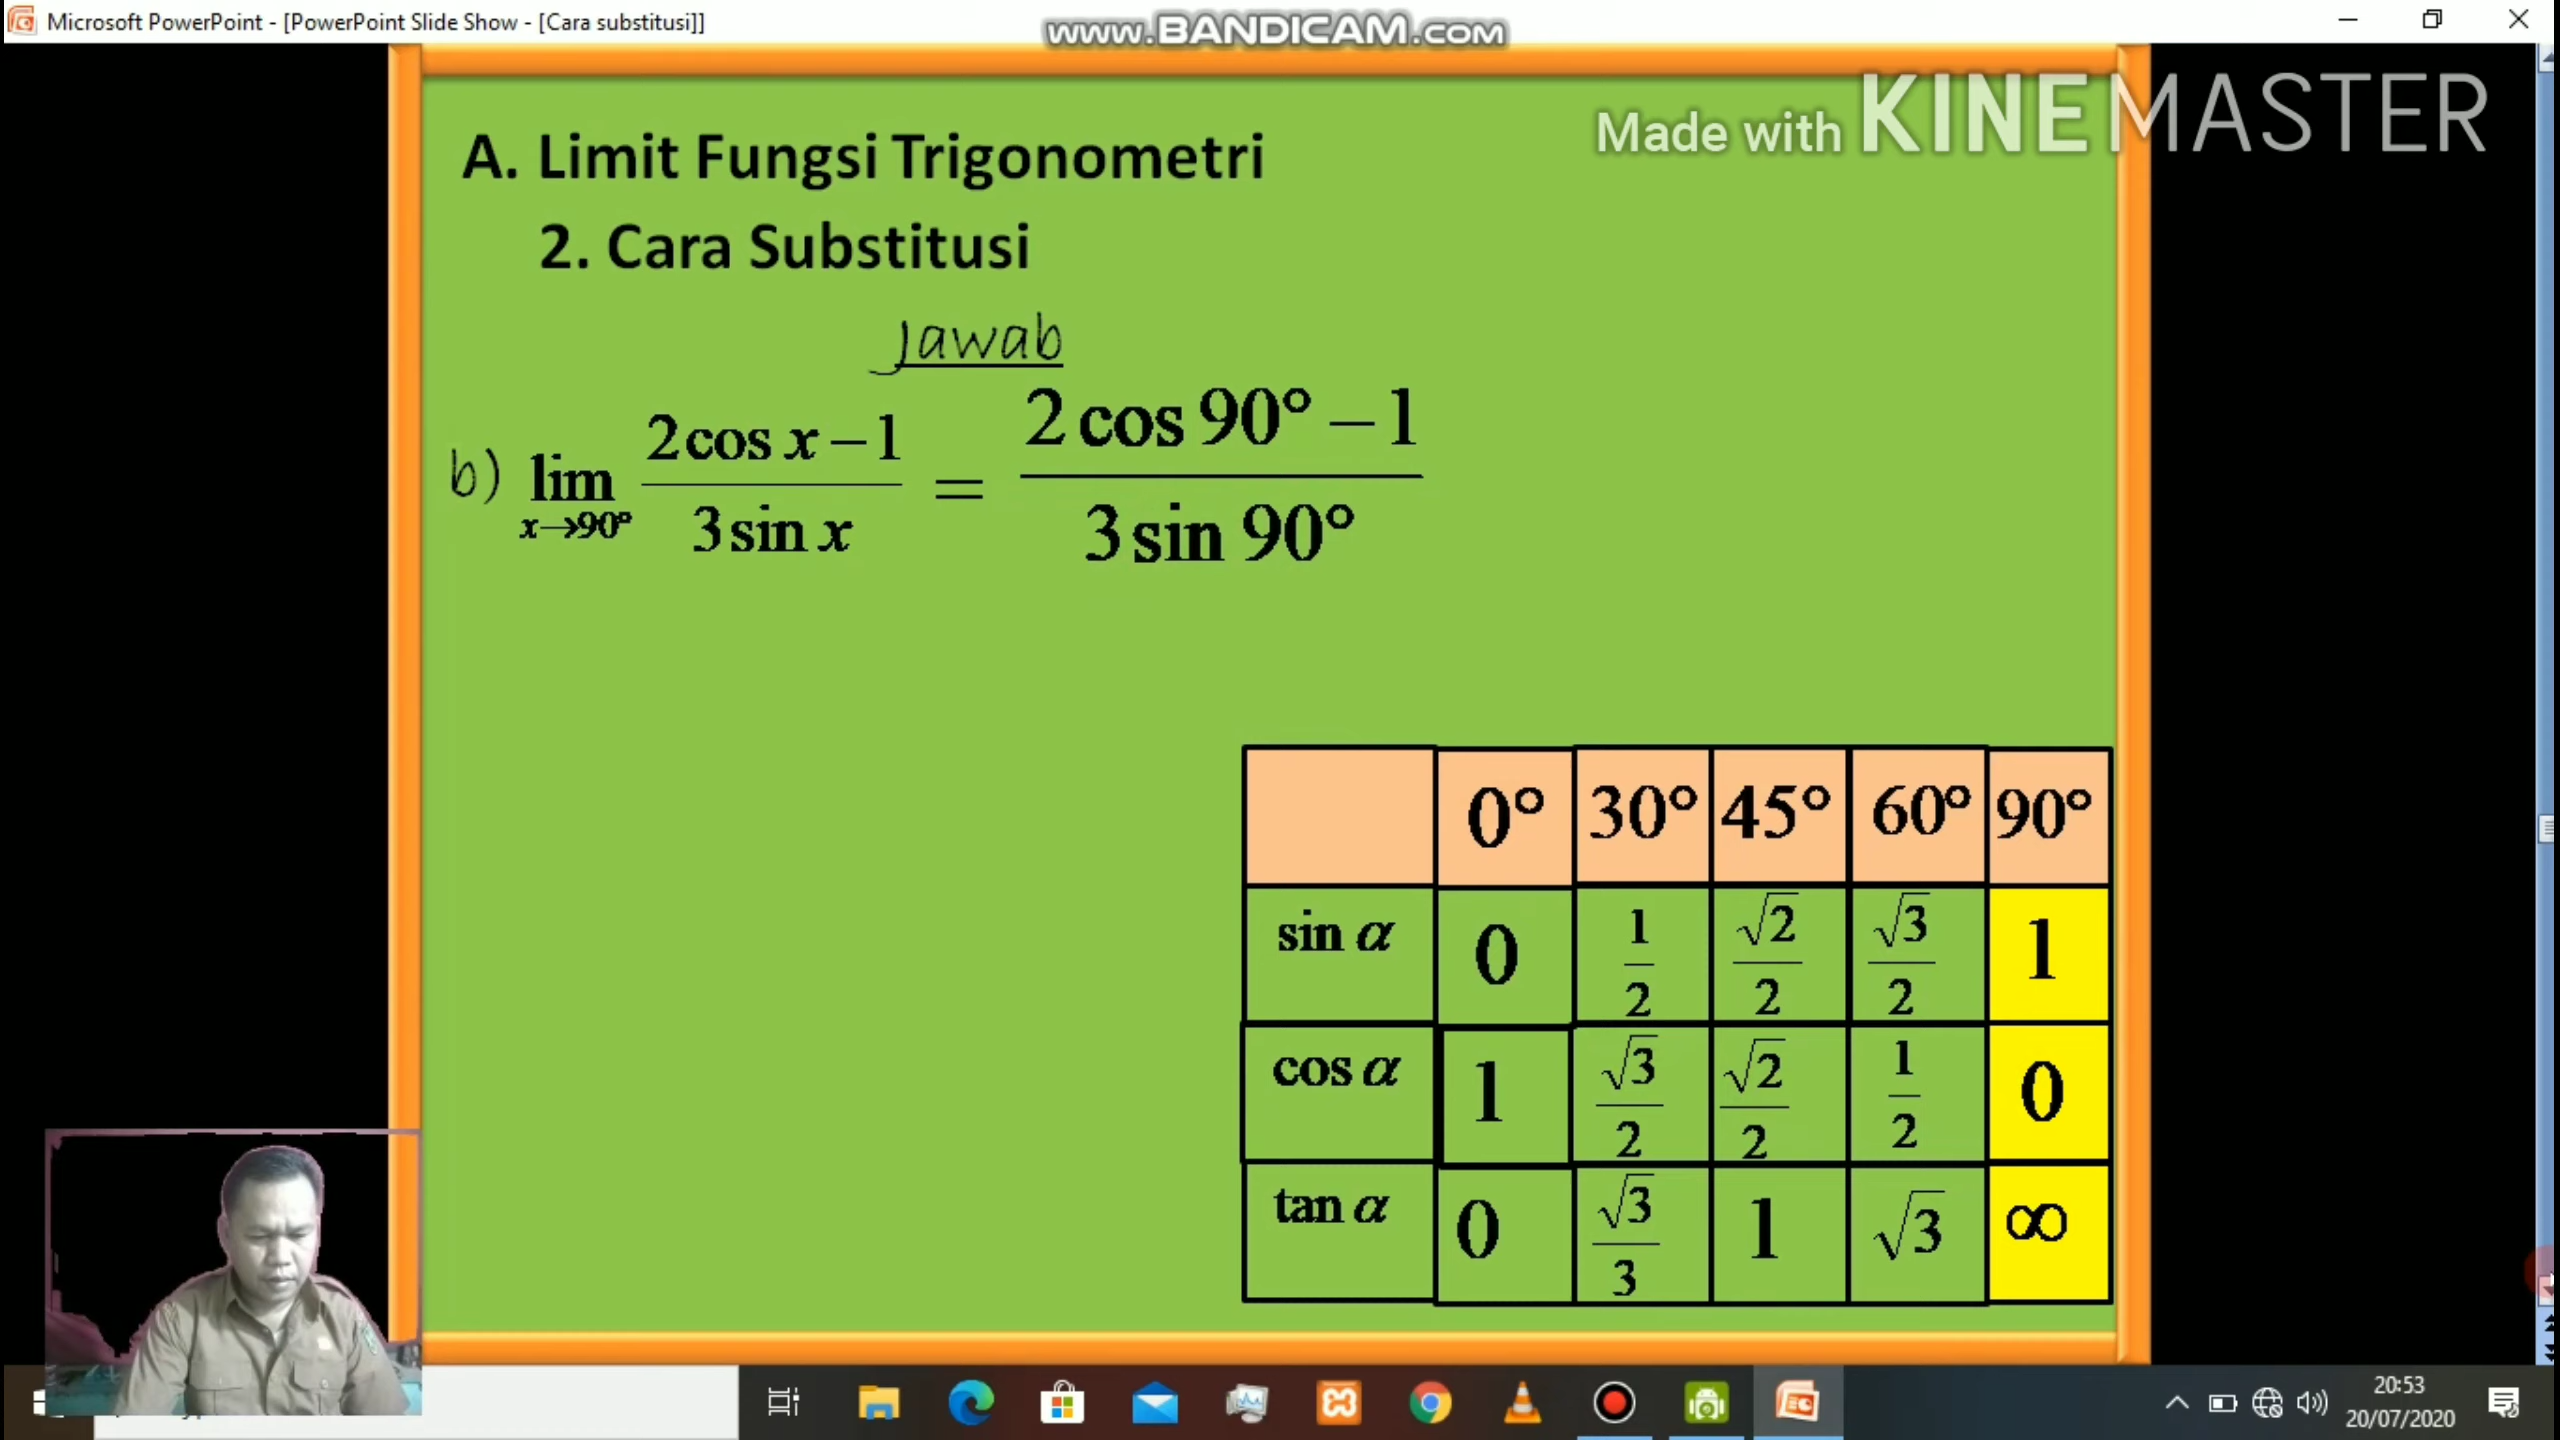 Microsoft PowerPoint - [PowerPoint Slide Show - [Cara substitusi]]
www.BANDICAM.com
Made with KINEMASTER
A. Limit Fungsi Trigonometri
2. Cara Substitusi
Jawab
b) lim x→90° (2 cos x − 1)/(3 sin x) = (2 cos 90° − 1)/(3 sin 90°)
0° 30° 45° 60° 90°
sin α 0 1/2 √2/2 √3/2 1
cos α 1 √3/2 √2/2 1/2 0
tan α 0 √3/3 1 √3 ∞
20:53
20/07/2020